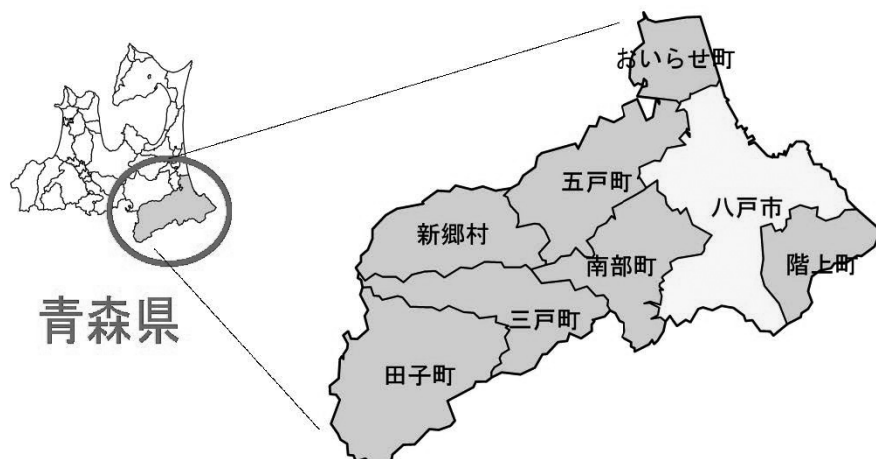 おいらせ町
五戸町
八戸市
新郷村
南部町
階上町
三戸町
田子町
青森県